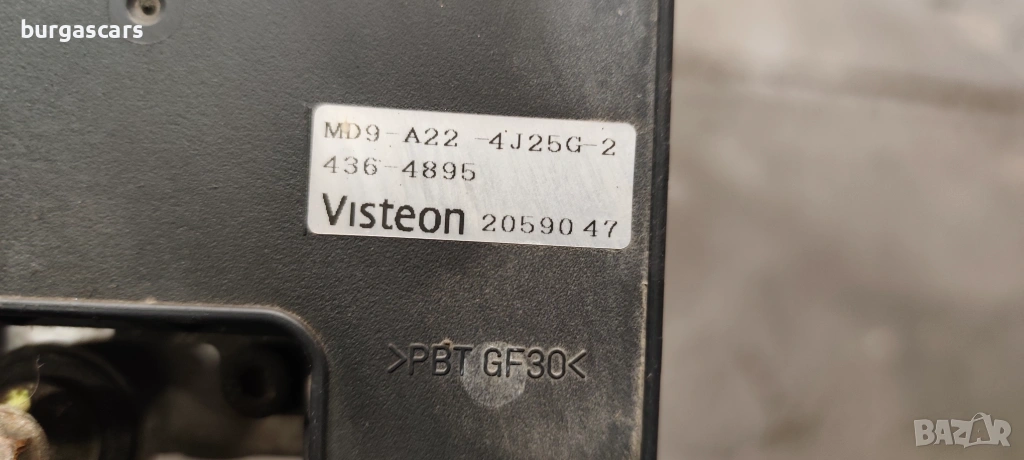 burgascars
MD9-A22 -4J25G-2
436-4895
Visteon 2059047
>PBT GF30<
BAZAR